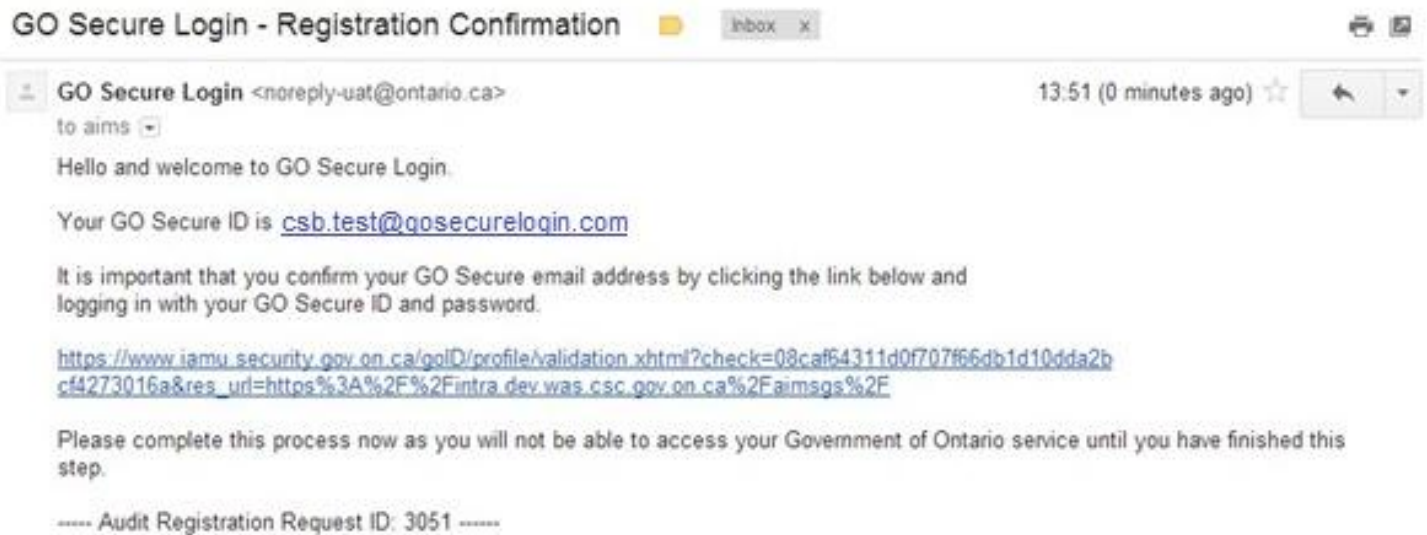 GO Secure Login - Registration Confirmation
Inbox x
GO Secure Login <noreply-uat@ontario.ca>
13:51 (0 minutes ago)
to aims
Hello and welcome to GO Secure Login.
Your GO Secure ID is csb.test@gosecurelogin.com
It is important that you confirm your GO Secure email address by clicking the link below and
logging in with your GO Secure ID and password.
https://www.iamu.security.gov.on.ca/goID/profile/validation.xhtml?check=08caf64311d0f707f66db1d10dda2b
cf4273016a&res_url=https%3A%2F%2Fintra.dev.was.csc.gov.on.ca%2Faimsgs%2F
Please complete this process now as you will not be able to access your Government of Ontario service until you have finished this
step.
----- Audit Registration Request ID: 3051 ------